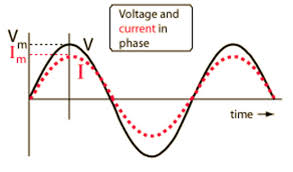 Voltage and
current in
phase
Vm
Im
V
I
time